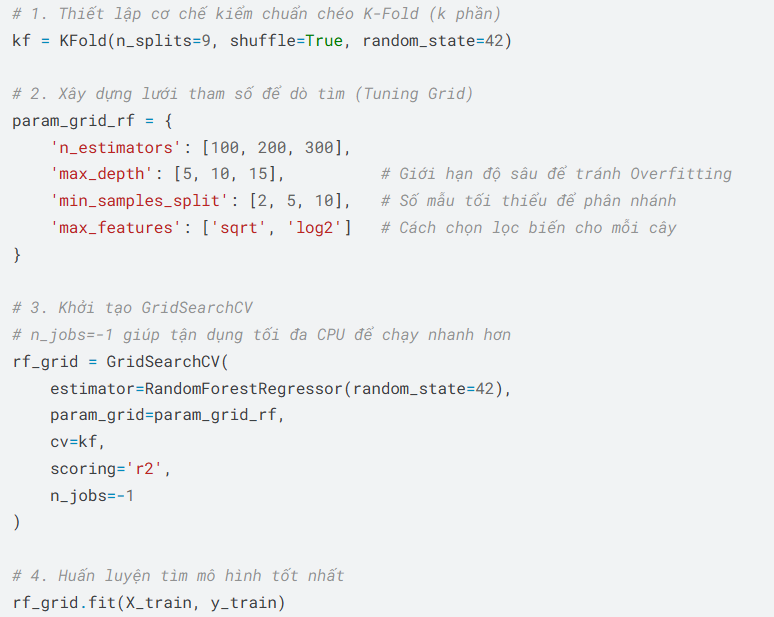 # 1. Thiết lập cơ chế kiểm chuẩn chéo K-Fold (k phần)
kf = KFold(n_splits=9, shuffle=True, random_state=42)
# 2. Xây dựng lưới tham số để dò tìm (Tuning Grid)
param_grid_rf = {
    'n_estimators': [100, 200, 300],
    'max_depth': [5, 10, 15],          # Giới hạn độ sâu để tránh Overfitting
    'min_samples_split': [2, 5, 10],   # Số mẫu tối thiểu để phân nhánh
    'max_features': ['sqrt', 'log2']   # Cách chọn lọc biến cho mỗi cây
}
# 3. Khởi tạo GridSearchCV
# n_jobs=-1 giúp tận dụng tối đa CPU để chạy nhanh hơn
rf_grid = GridSearchCV(
    estimator=RandomForestRegressor(random_state=42),
    param_grid=param_grid_rf,
    cv=kf,
    scoring='r2',
    n_jobs=-1
)
# 4. Huấn luyện tìm mô hình tốt nhất
rf_grid.fit(X_train, y_train)